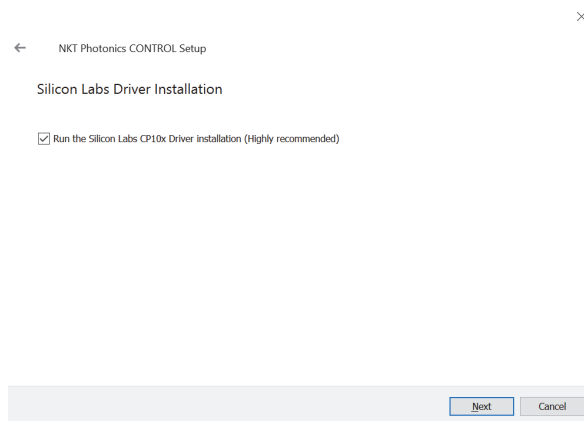 NKT Photonics CONTROL Setup
Silicon Labs Driver Installation
Run the Silicon Labs CP10x Driver installation (Highly recommended)
Next
Cancel